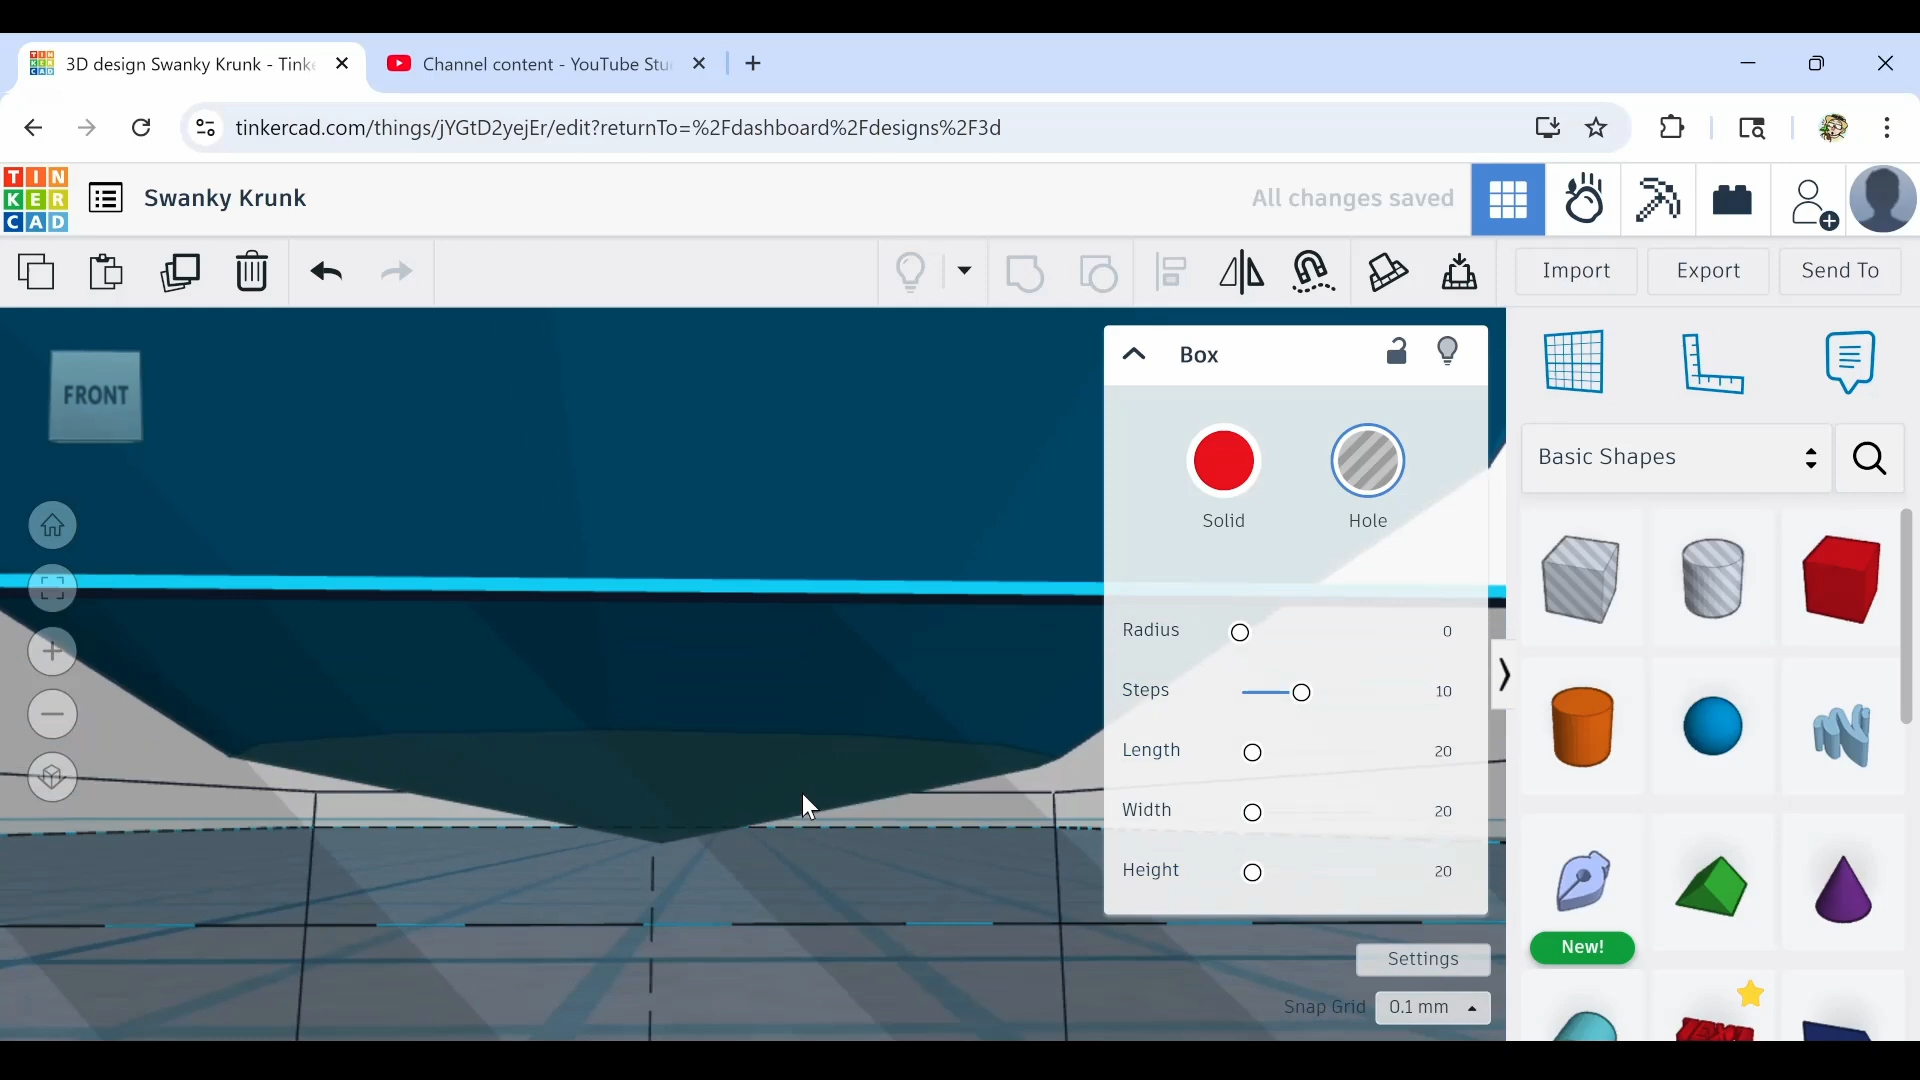 3D design Swanky Krunk - Tink
Channel content - YouTube Stu
tinkercad.com/things/jYGtD2yejEr/edit?returnTo=%2Fdashboard%2Fdesigns%2F3d
TIN
KER
CAD
Swanky Krunk
All changes saved
Import
Export
Send To
FRONT
Box
Solid
Hole
Radius
0
Steps
10
Length
20
Width
20
Height
20
Settings
Snap Grid
0.1 mm
Basic Shapes
New!